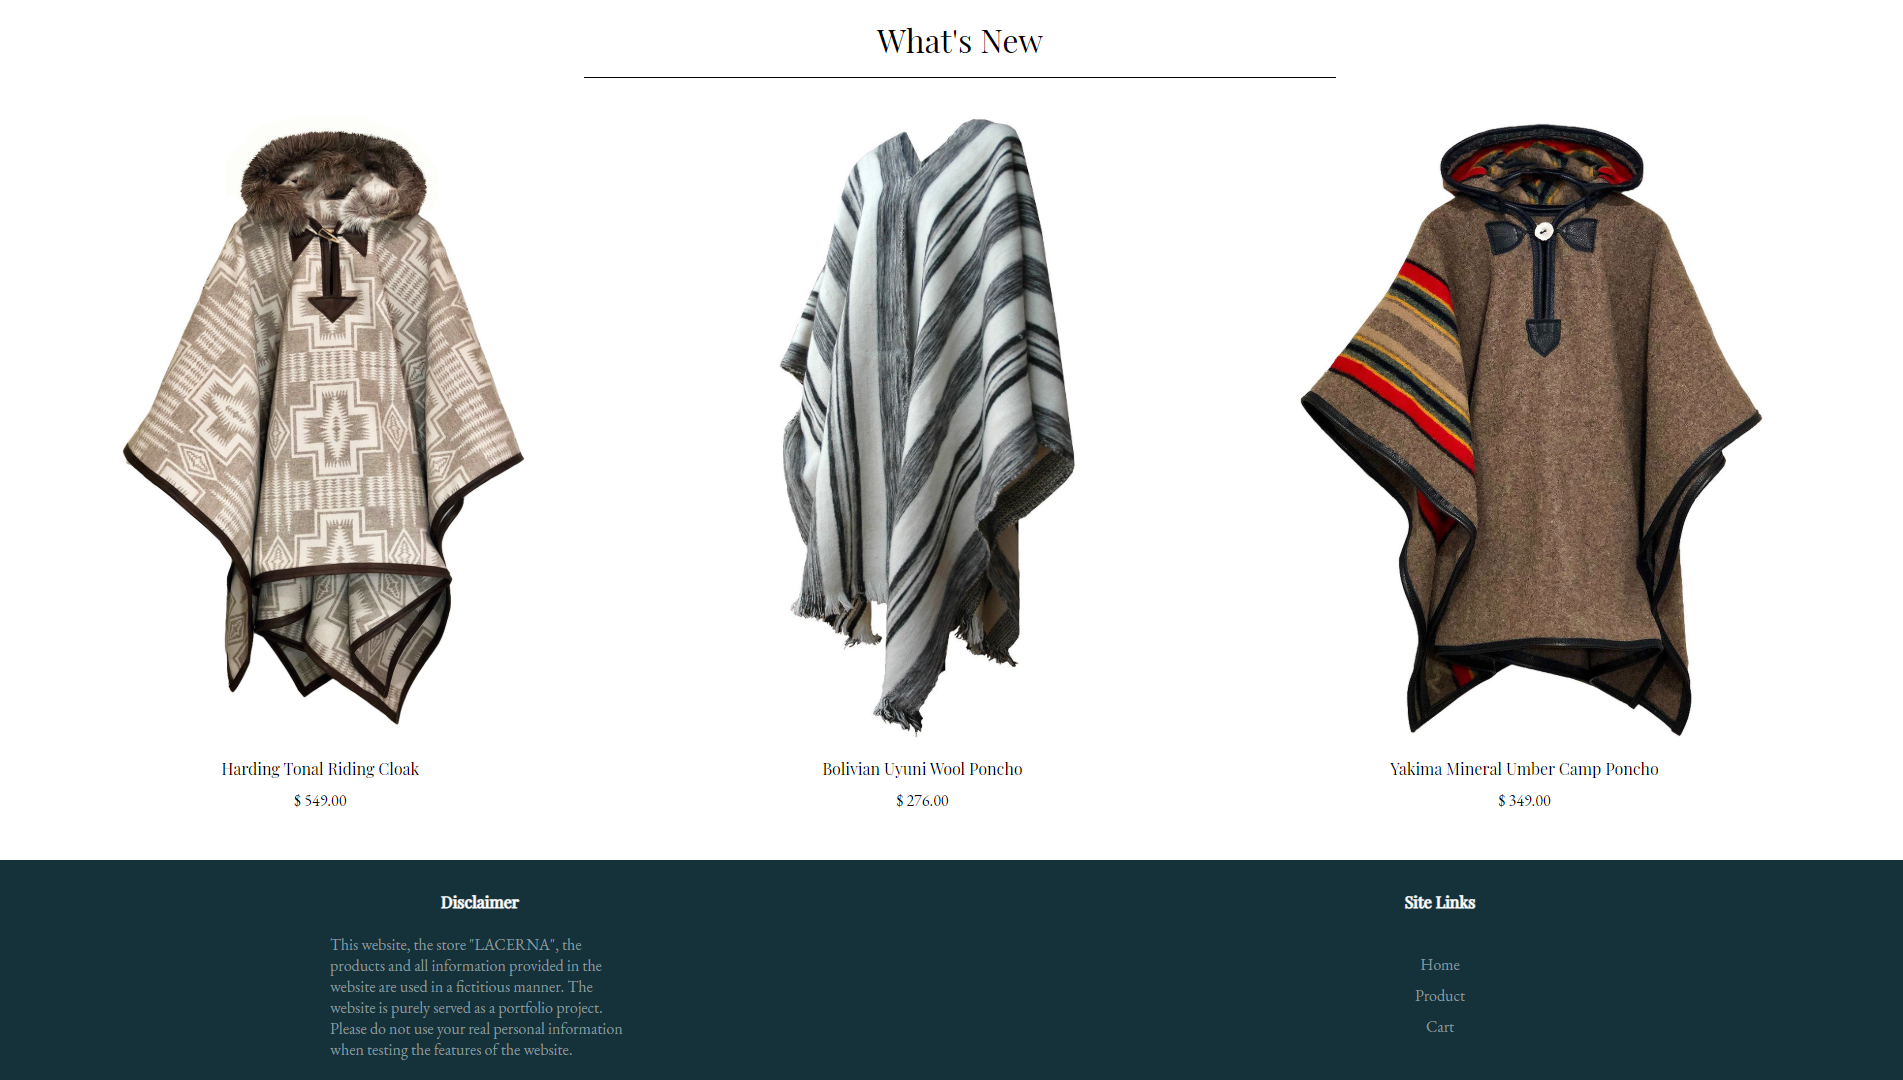 What's New
Harding Tonal Riding Cloak
$ 549.00
Bolivian Uyuni Wool Poncho
$ 276.00
Yakima Mineral Umber Camp Poncho
$ 349.00
Disclaimer
This website, the store "LACERNA", the
products and all information provided in the
website are used in a fictitious manner. The
website is purely served as a portfolio project.
Please do not use your real personal information
when testing the features of the website.
Site Links
Home
Product
Cart